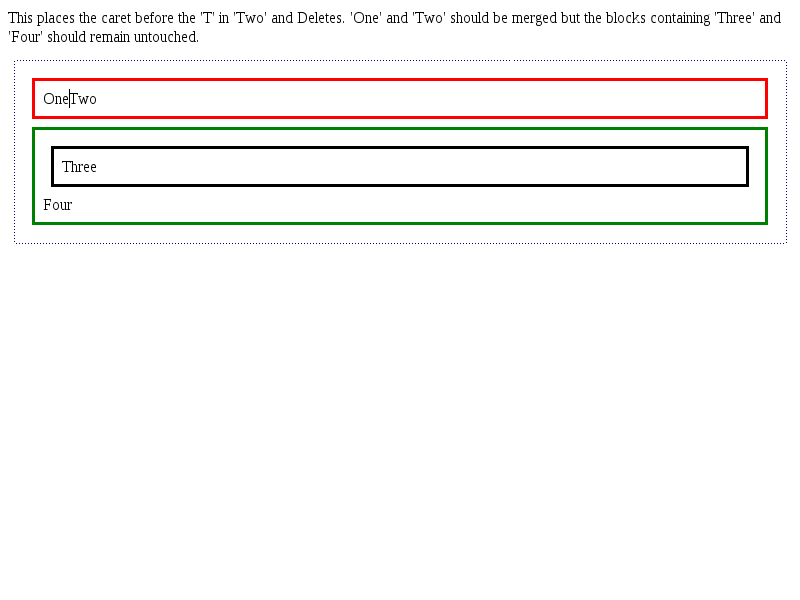 This places the caret before the 'T' in 'Two' and Deletes. 'One' and 'Two' should be merged but the blocks containing 'Three' and
'Four' should remain untouched.
OneTwo
Three
Four